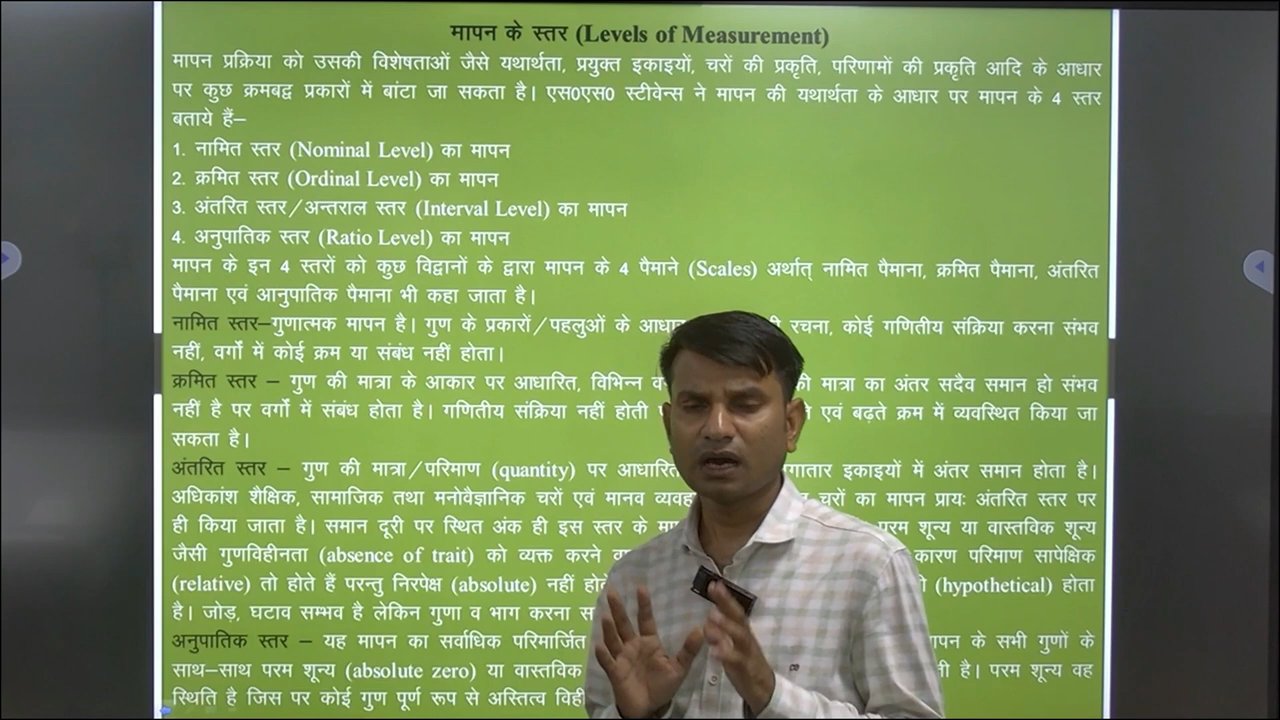 मापन के स्तर (Levels of Measurement)
मापन प्रक्रिया को उसकी विशेषताओं जैसे यथार्थता, प्रयुक्त इकाइयों, चरों की प्रकृति, परिणामों की प्रकृति आदि के आधार
पर कुछ क्रमबद्व प्रकारों में बांटा जा सकता है। एस0एस0 स्टीवेन्स ने मापन की यथार्थता के आधार पर मापन के 4 स्तर
बताये हैं–
1. नामित स्तर (Nominal Level) का मापन
2. क्रमित स्तर (Ordinal Level) का मापन
3. अंतरित स्तर/अन्तराल स्तर (Interval Level) का मापन
4. अनुपातिक स्तर (Ratio Level) का मापन
मापन के इन 4 स्तरों को कुछ विद्वानों के द्वारा मापन के 4 पैमाने (Scales) अर्थात् नामित पैमाना, क्रमित पैमाना, अंतरित
पैमाना एवं आनुपातिक पैमाना भी कहा जाता है।
नामित स्तर–गुणात्मक मापन है। गुण के प्रकारों/पहलुओं के रचना, कोई गणितीय संक्रिया करना संभव
नहीं, वर्गों में कोई क्रम या संबंध नहीं होता।
क्रमित स्तर – गुण की मात्रा के आकार पर आधारित, विभिन्न की मात्रा का अंतर सदैव समान हो संभव
नहीं है पर वर्गों में संबंध होता है। गणितीय संक्रिया नहीं होती एवं बढ़ते क्रम में व्यवस्थित किया जा
सकता है।
अंतरित स्तर – गुण की मात्रा/परिमाण (quantity) पर इकाइयों में अंतर समान होता है।
अधिकांश शैक्षिक, सामाजिक तथा मनोवैज्ञानिक चरों एवं मानव चरों का मापन प्रायः अंतरित स्तर पर
ही किया जाता है। समान दूरी पर स्थित अंक ही इस स्तर के शून्य या वास्तविक शून्य
जैसी गुणविहीनता (absence of trait) को व्यक्त करने कारण परिमाण सापेक्षिक
(relative) तो होते हैं परन्तु निरपेक्ष (absolute) नहीं (hypothetical) होता
है। जोड़, घटाव सम्भव है लेकिन गुणा व भाग करना
अनुपातिक स्तर – यह मापन का सर्वाधिक परिमार्जित के सभी गुणों के
साथ–साथ परम शून्य (absolute zero) या वास्तविक है। परम शून्य वह
स्थिति है जिस पर कोई गुण पूर्ण रूप से अस्तित्व